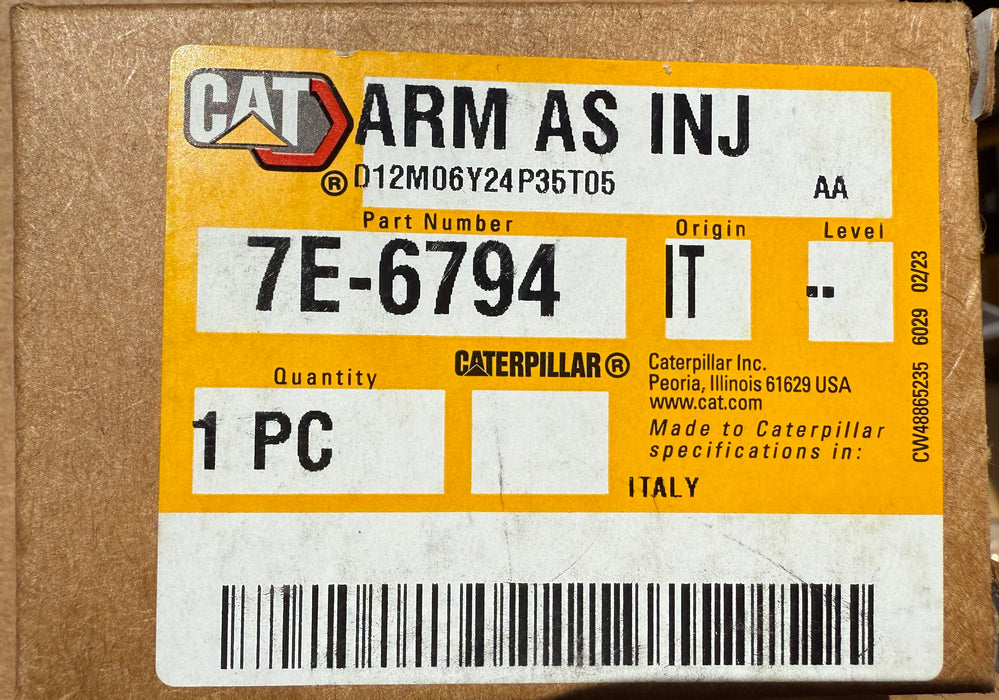 CAT
ARM AS INJ
®
D12M06Y24P35T05 AA
Part Number Origin Level
7E-6794 IT --
CATERPILLAR®
Caterpillar Inc.
Peoria, Illinois 61629 USA
www.cat.com
Made to Caterpillar
specifications in:
ITALY
Quantity
1 PC
CW48865235 6029 02/23